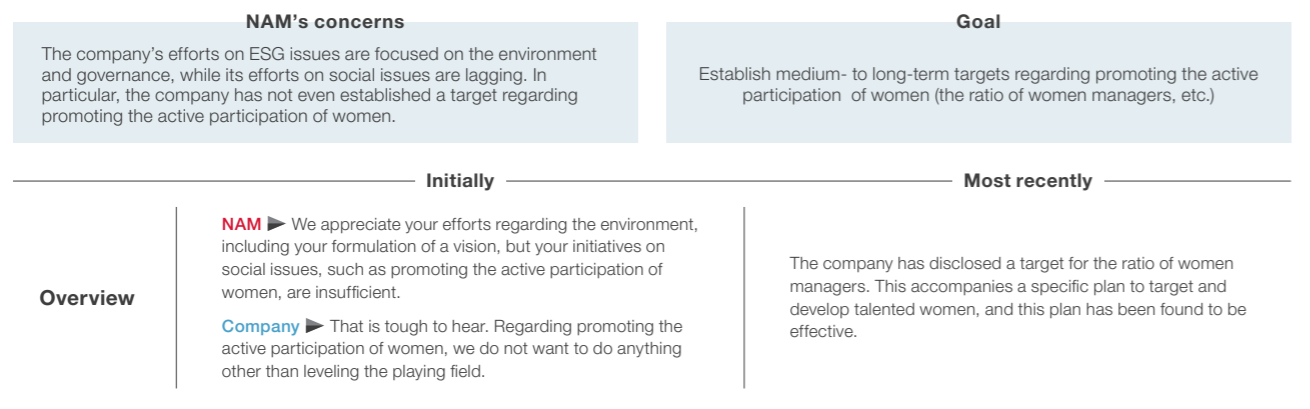 NAM's concerns
The company's efforts on ESG issues are focused on the environment
and governance, while its efforts on social issues are lagging. In
particular, the company has not even established a target regarding
promoting the active participation of women.
Goal
Establish medium- to long-term targets regarding promoting the active
participation of women (the ratio of women managers, etc.)
Initially
Most recently
Overview
NAM ► We appreciate your efforts regarding the environment,
including your formulation of a vision, but your initiatives on
social issues, such as promoting the active participation of
women, are insufficient.
Company ► That is tough to hear. Regarding promoting the
active participation of women, we do not want to do anything
other than leveling the playing field.
The company has disclosed a target for the ratio of women
managers. This accompanies a specific plan to target and
develop talented women, and this plan has been found to be
effective.